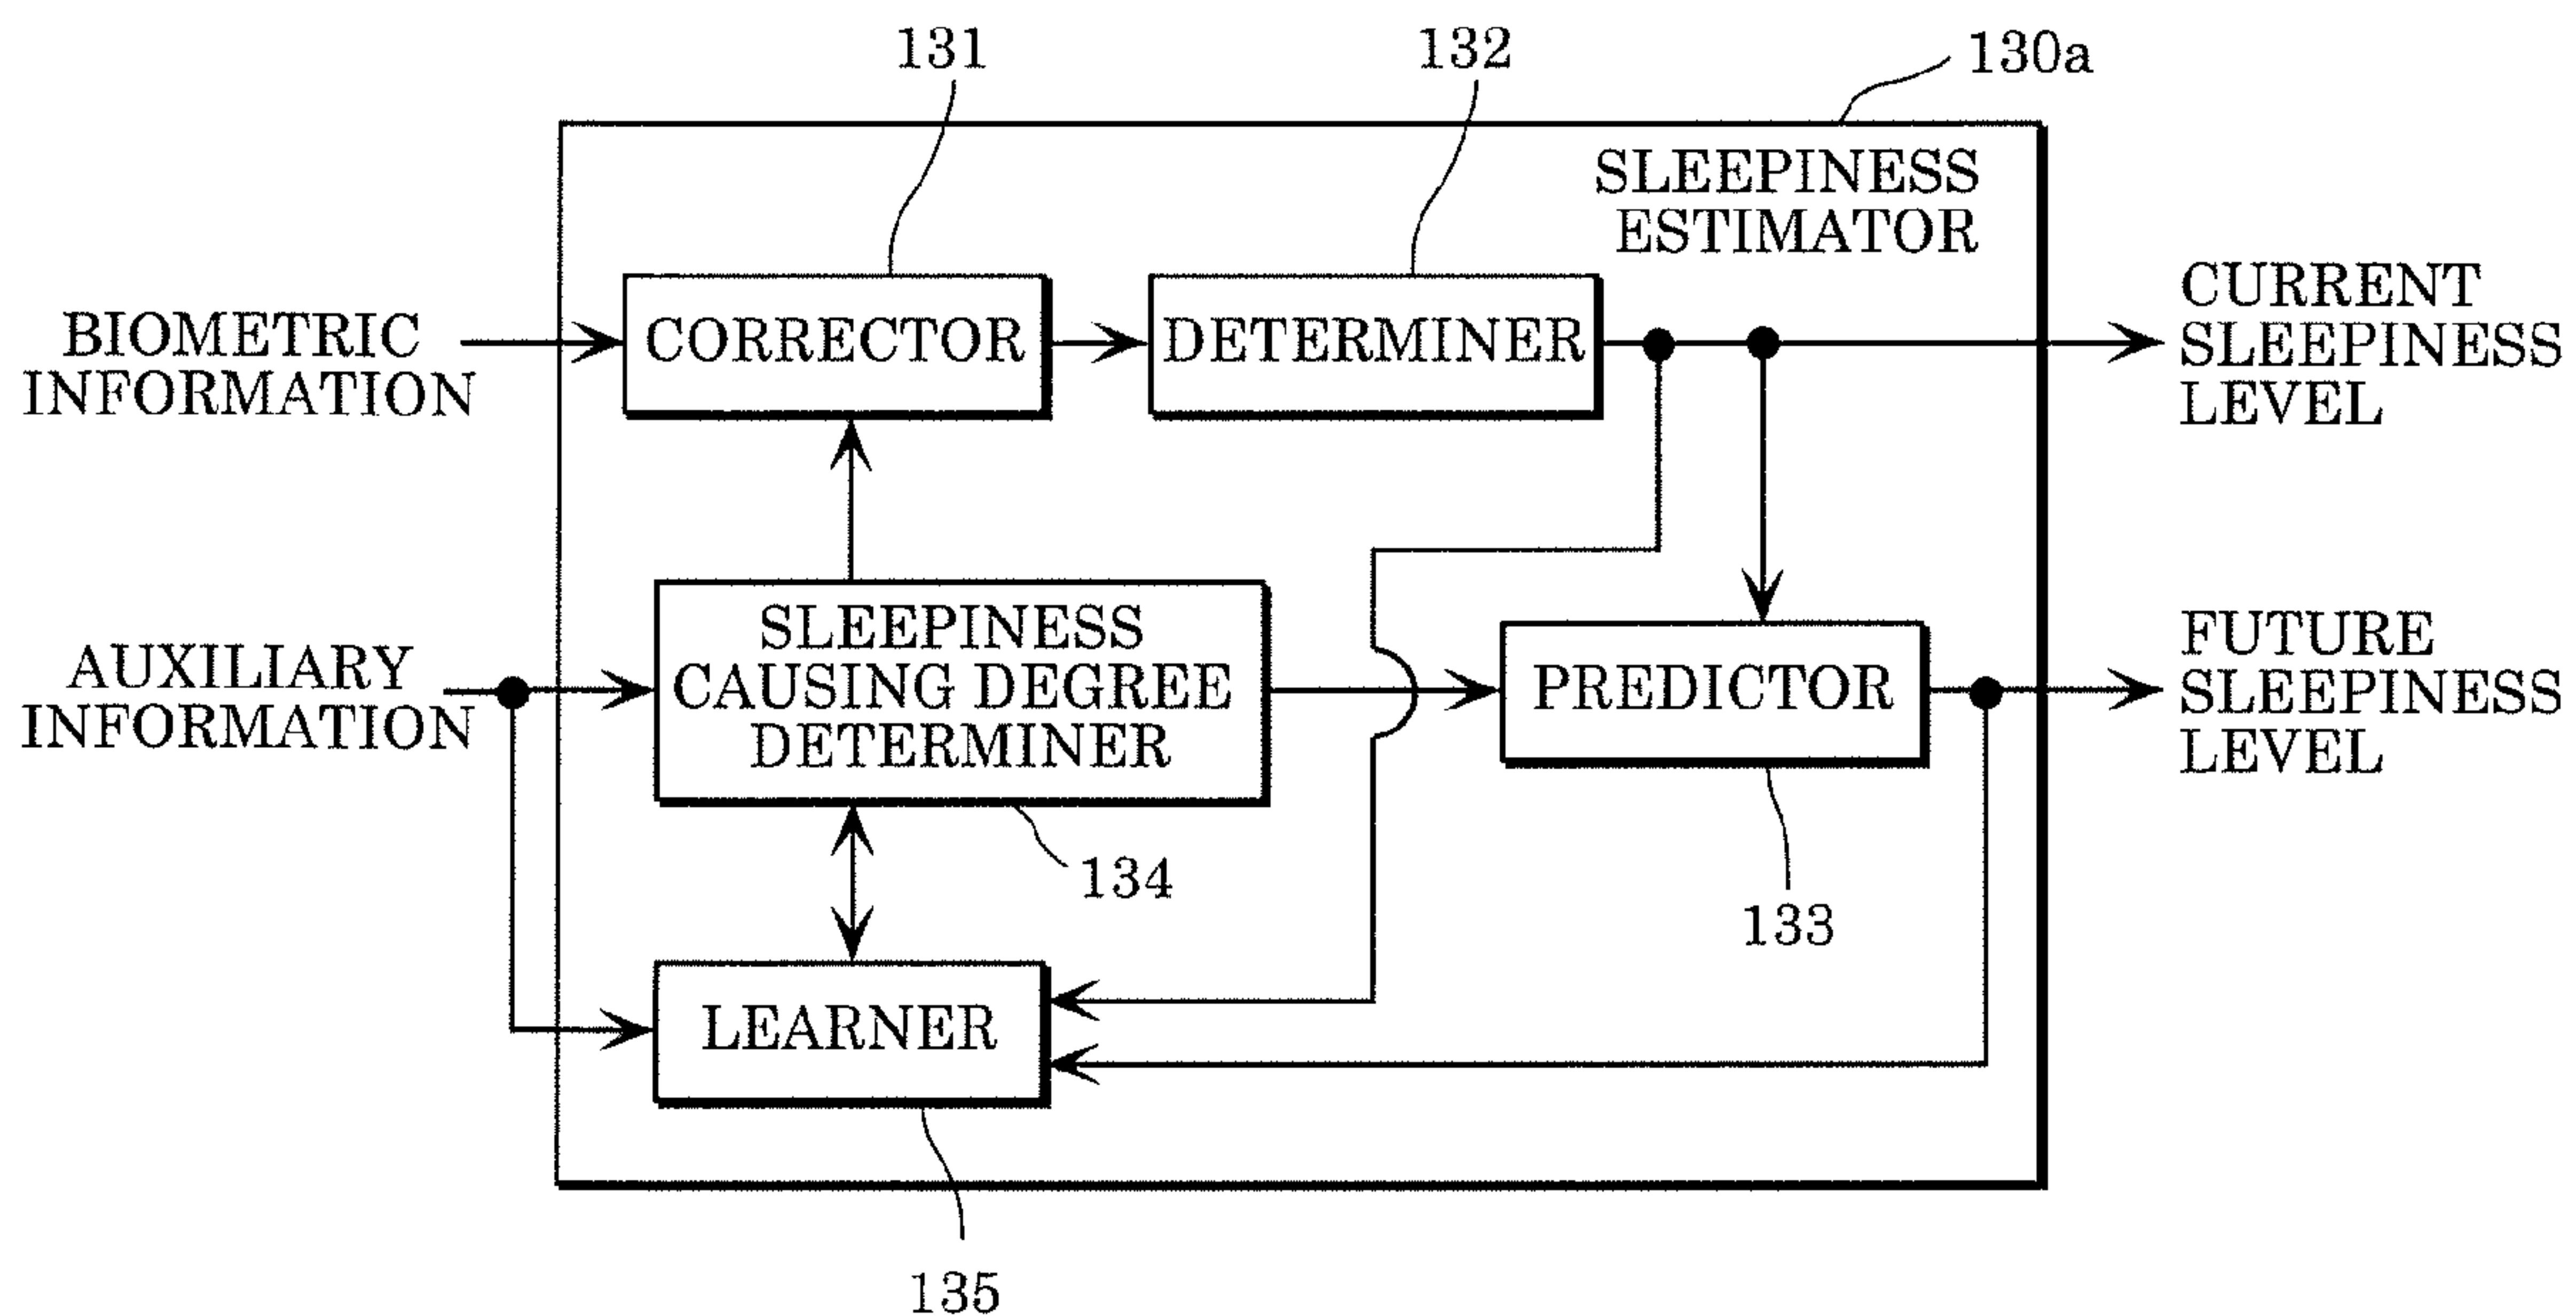 131
132
130a
SLEEPINESS
ESTIMATOR
BIOMETRIC
INFORMATION
CORRECTOR
DETERMINER
CURRENT
SLEEPINESS
LEVEL
AUXILIARY
INFORMATION
SLEEPINESS
CAUSING DEGREE
DETERMINER
PREDICTOR
FUTURE
SLEEPINESS
LEVEL
134
133
LEARNER
135